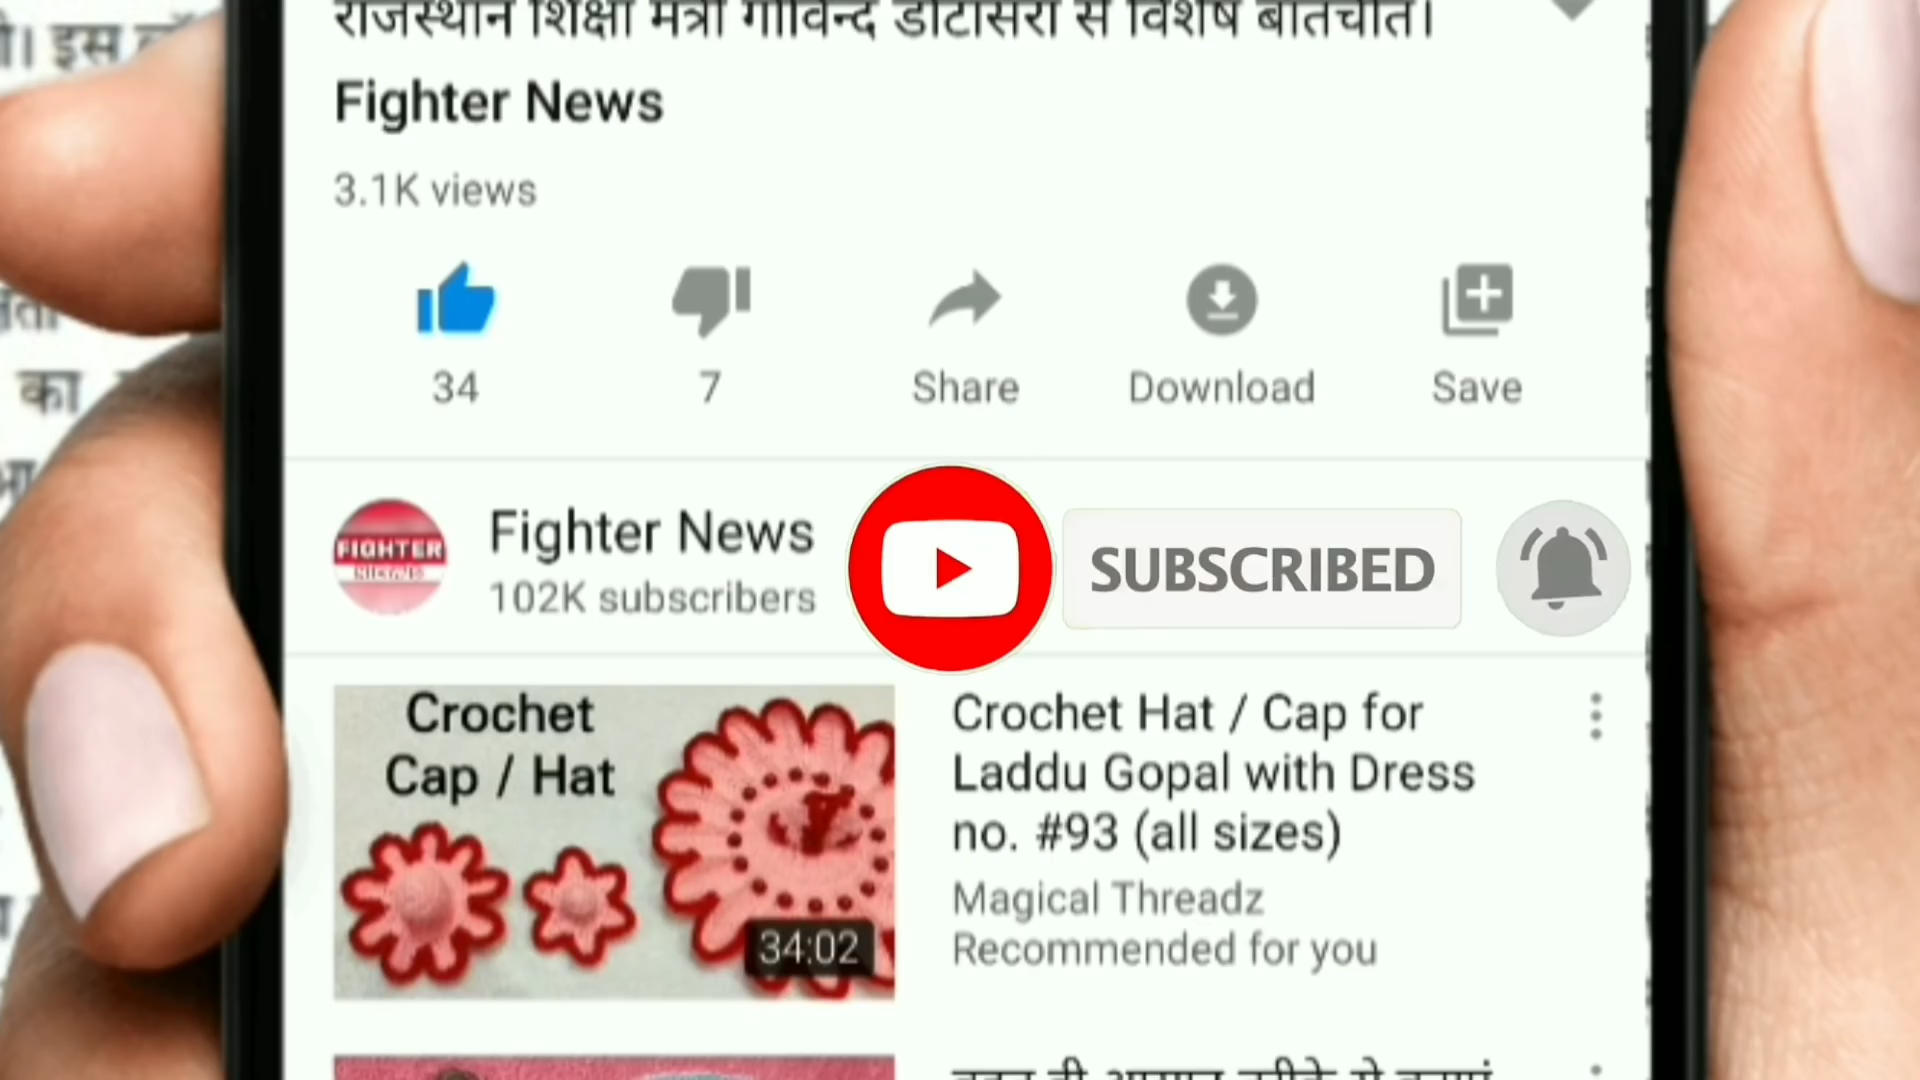 राजस्थान शिक्षा मंत्री गोविन्द डोटासरा से विशेष बातचीत।
Fighter News
3.1K views
34
7
Share
Download
Save
FIGHTER
Fighter News
102K subscribers
SUBSCRIBED
Crochet
Cap / Hat
34:02
Crochet Hat / Cap for
Laddu Gopal with Dress
no. #93 (all sizes)
Magical Threadz
Recommended for you
इस
का